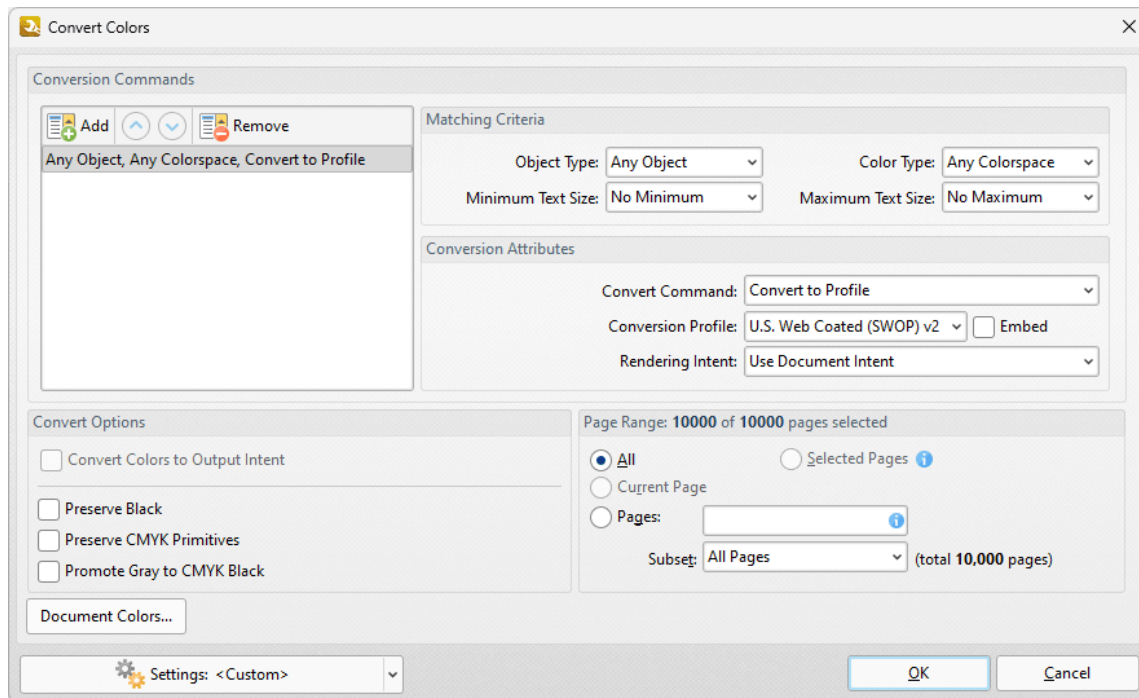 Convert Colors
Conversion Commands
Add Remove
Any Object, Any Colorspace, Convert to Profile
Matching Criteria
Object Type: Any Object Color Type: Any Colorspace
Minimum Text Size: No Minimum Maximum Text Size: No Maximum
Conversion Attributes
Convert Command: Convert to Profile
Conversion Profile: U.S. Web Coated (SWOP) v2 Embed
Rendering Intent: Use Document Intent
Convert Options
Convert Colors to Output Intent
Preserve Black
Preserve CMYK Primitives
Promote Gray to CMYK Black
Page Range: 10000 of 10000 pages selected
All Selected Pages
Current Page
Pages:
Subset: All Pages (total 10,000 pages)
Document Colors...
Settings: <Custom> OK Cancel